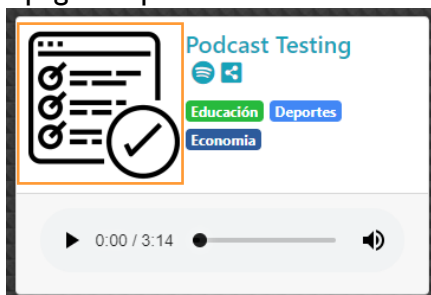 Podcast Testing
Educación Deportes
Economia
0:00 / 3:14